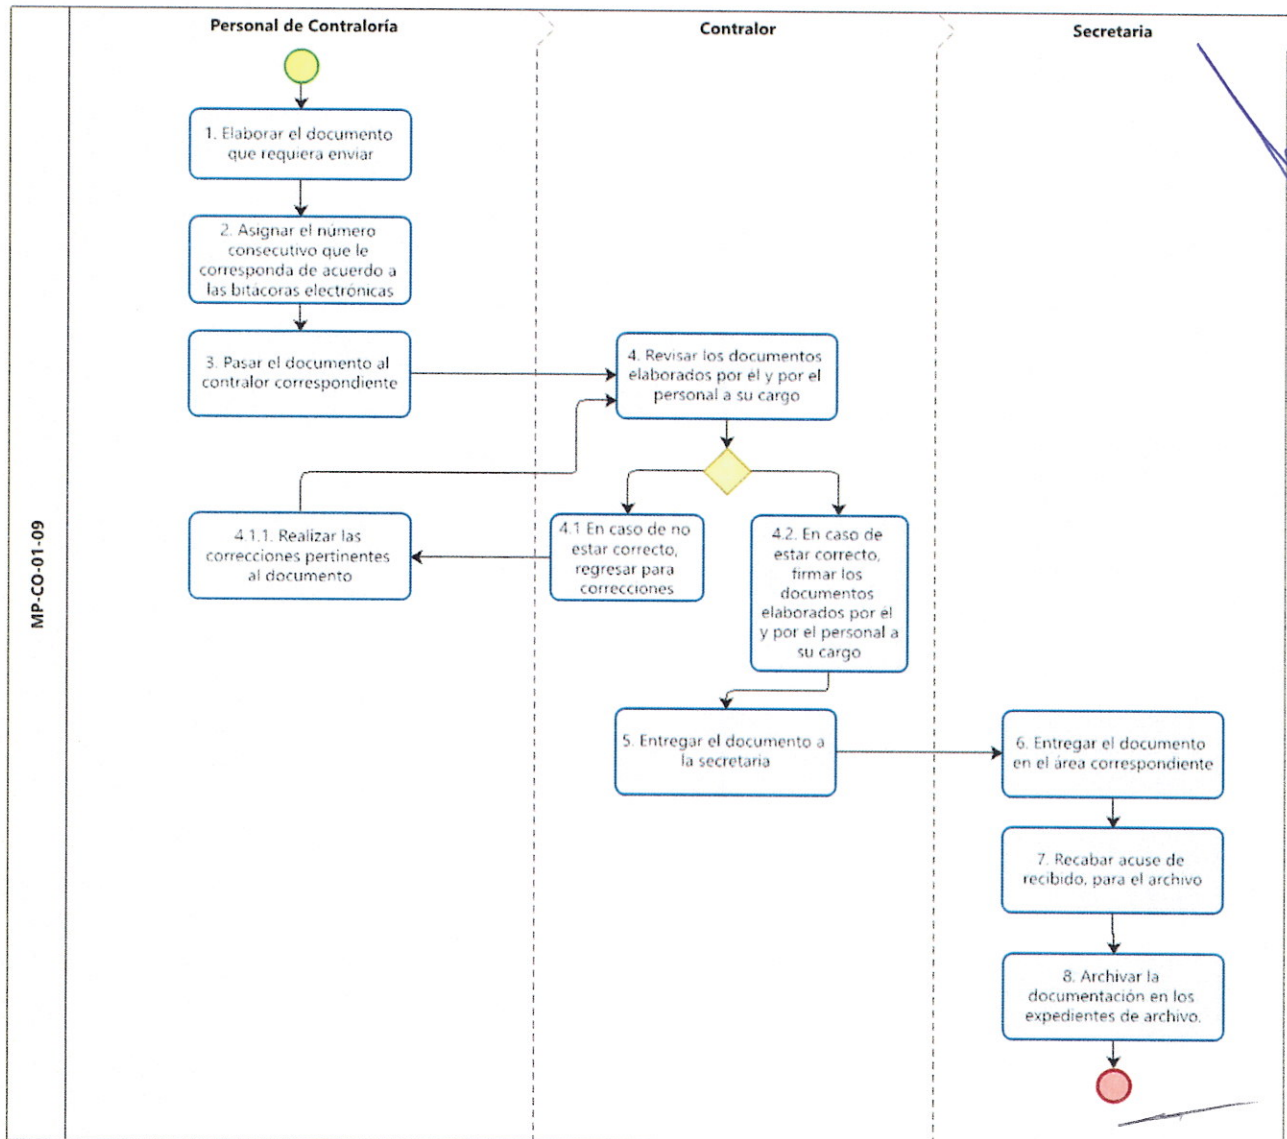 Personal de Contraloría
Contralor
Secretaria
MP-CO-01-09
1. Elaborar el documento
que requiera enviar
2. Asignar el número
consecutivo que le
corresponda de acuerdo a
las bitácoras electrónicas
3. Pasar el documento al
contralor correspondiente
4. Revisar los documentos
elaborados por él y por el
personal a su cargo
4.1 En caso de no
estar correcto,
regresar para
correcciones
4.1.1. Realizar las
correcciones pertinentes
al documento
4.2. En caso de
estar correcto,
firmar los
documentos
elaborados por él
y por el personal a
su cargo
5. Entregar el documento a
la secretaria
6. Entregar el documento
en el área correspondiente
7. Recabar acuse de
recibido, para el archivo
8. Archivar la
documentación en los
expedientes de archivo.